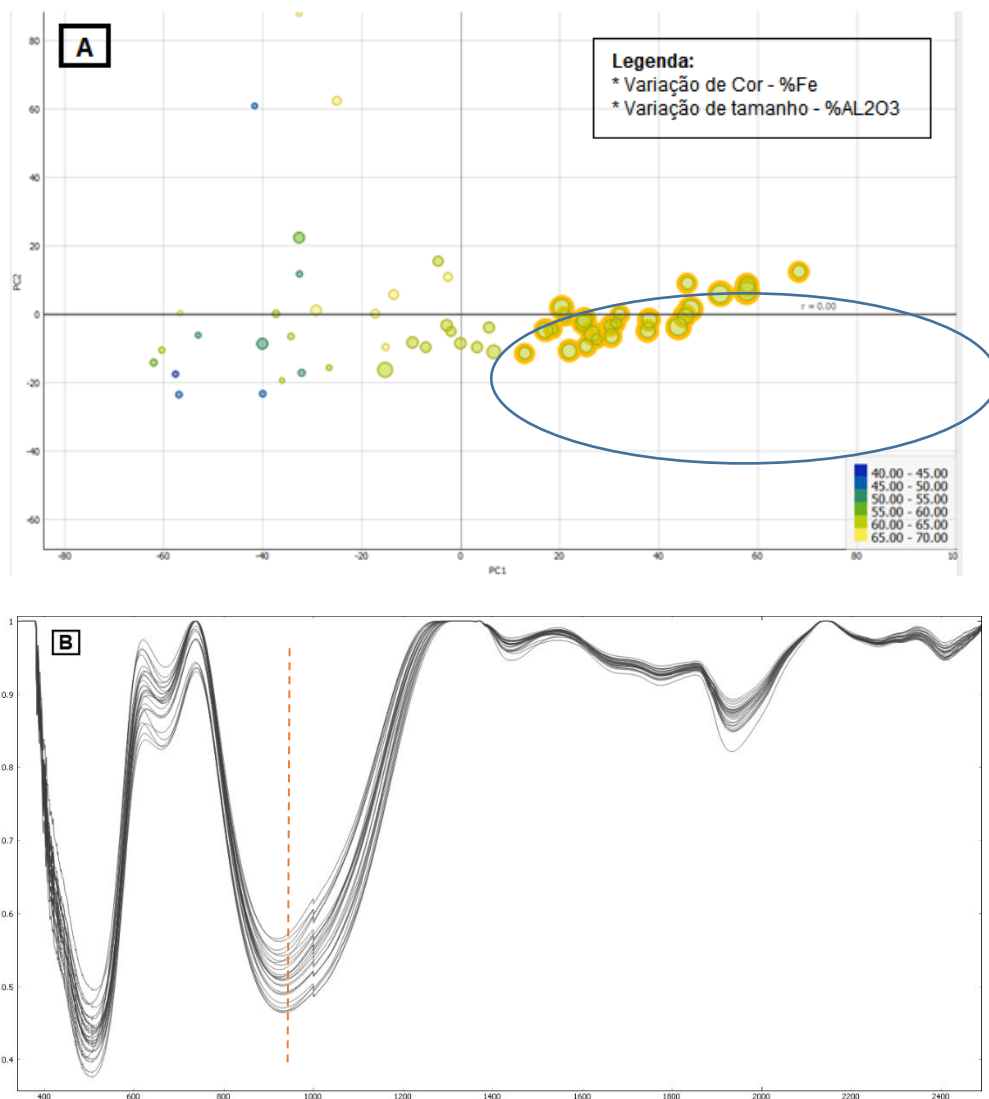 A
Legenda:
* Variação de Cor - %Fe
* Variação de tamanho - %AL2O3
80
60
40
20
0
-20
-40
-60
PC2
r = 0.00
40.00 - 45.00
45.00 - 50.00
50.00 - 55.00
55.00 - 60.00
60.00 - 65.00
65.00 - 70.00
-80 -60 -40 -20 0 20 40 60 80 10
PC1
B
1
0.9
0.8
0.7
0.6
0.5
0.4
400 600 800 1000 1200 1400 1600 1800 2000 2200 2400